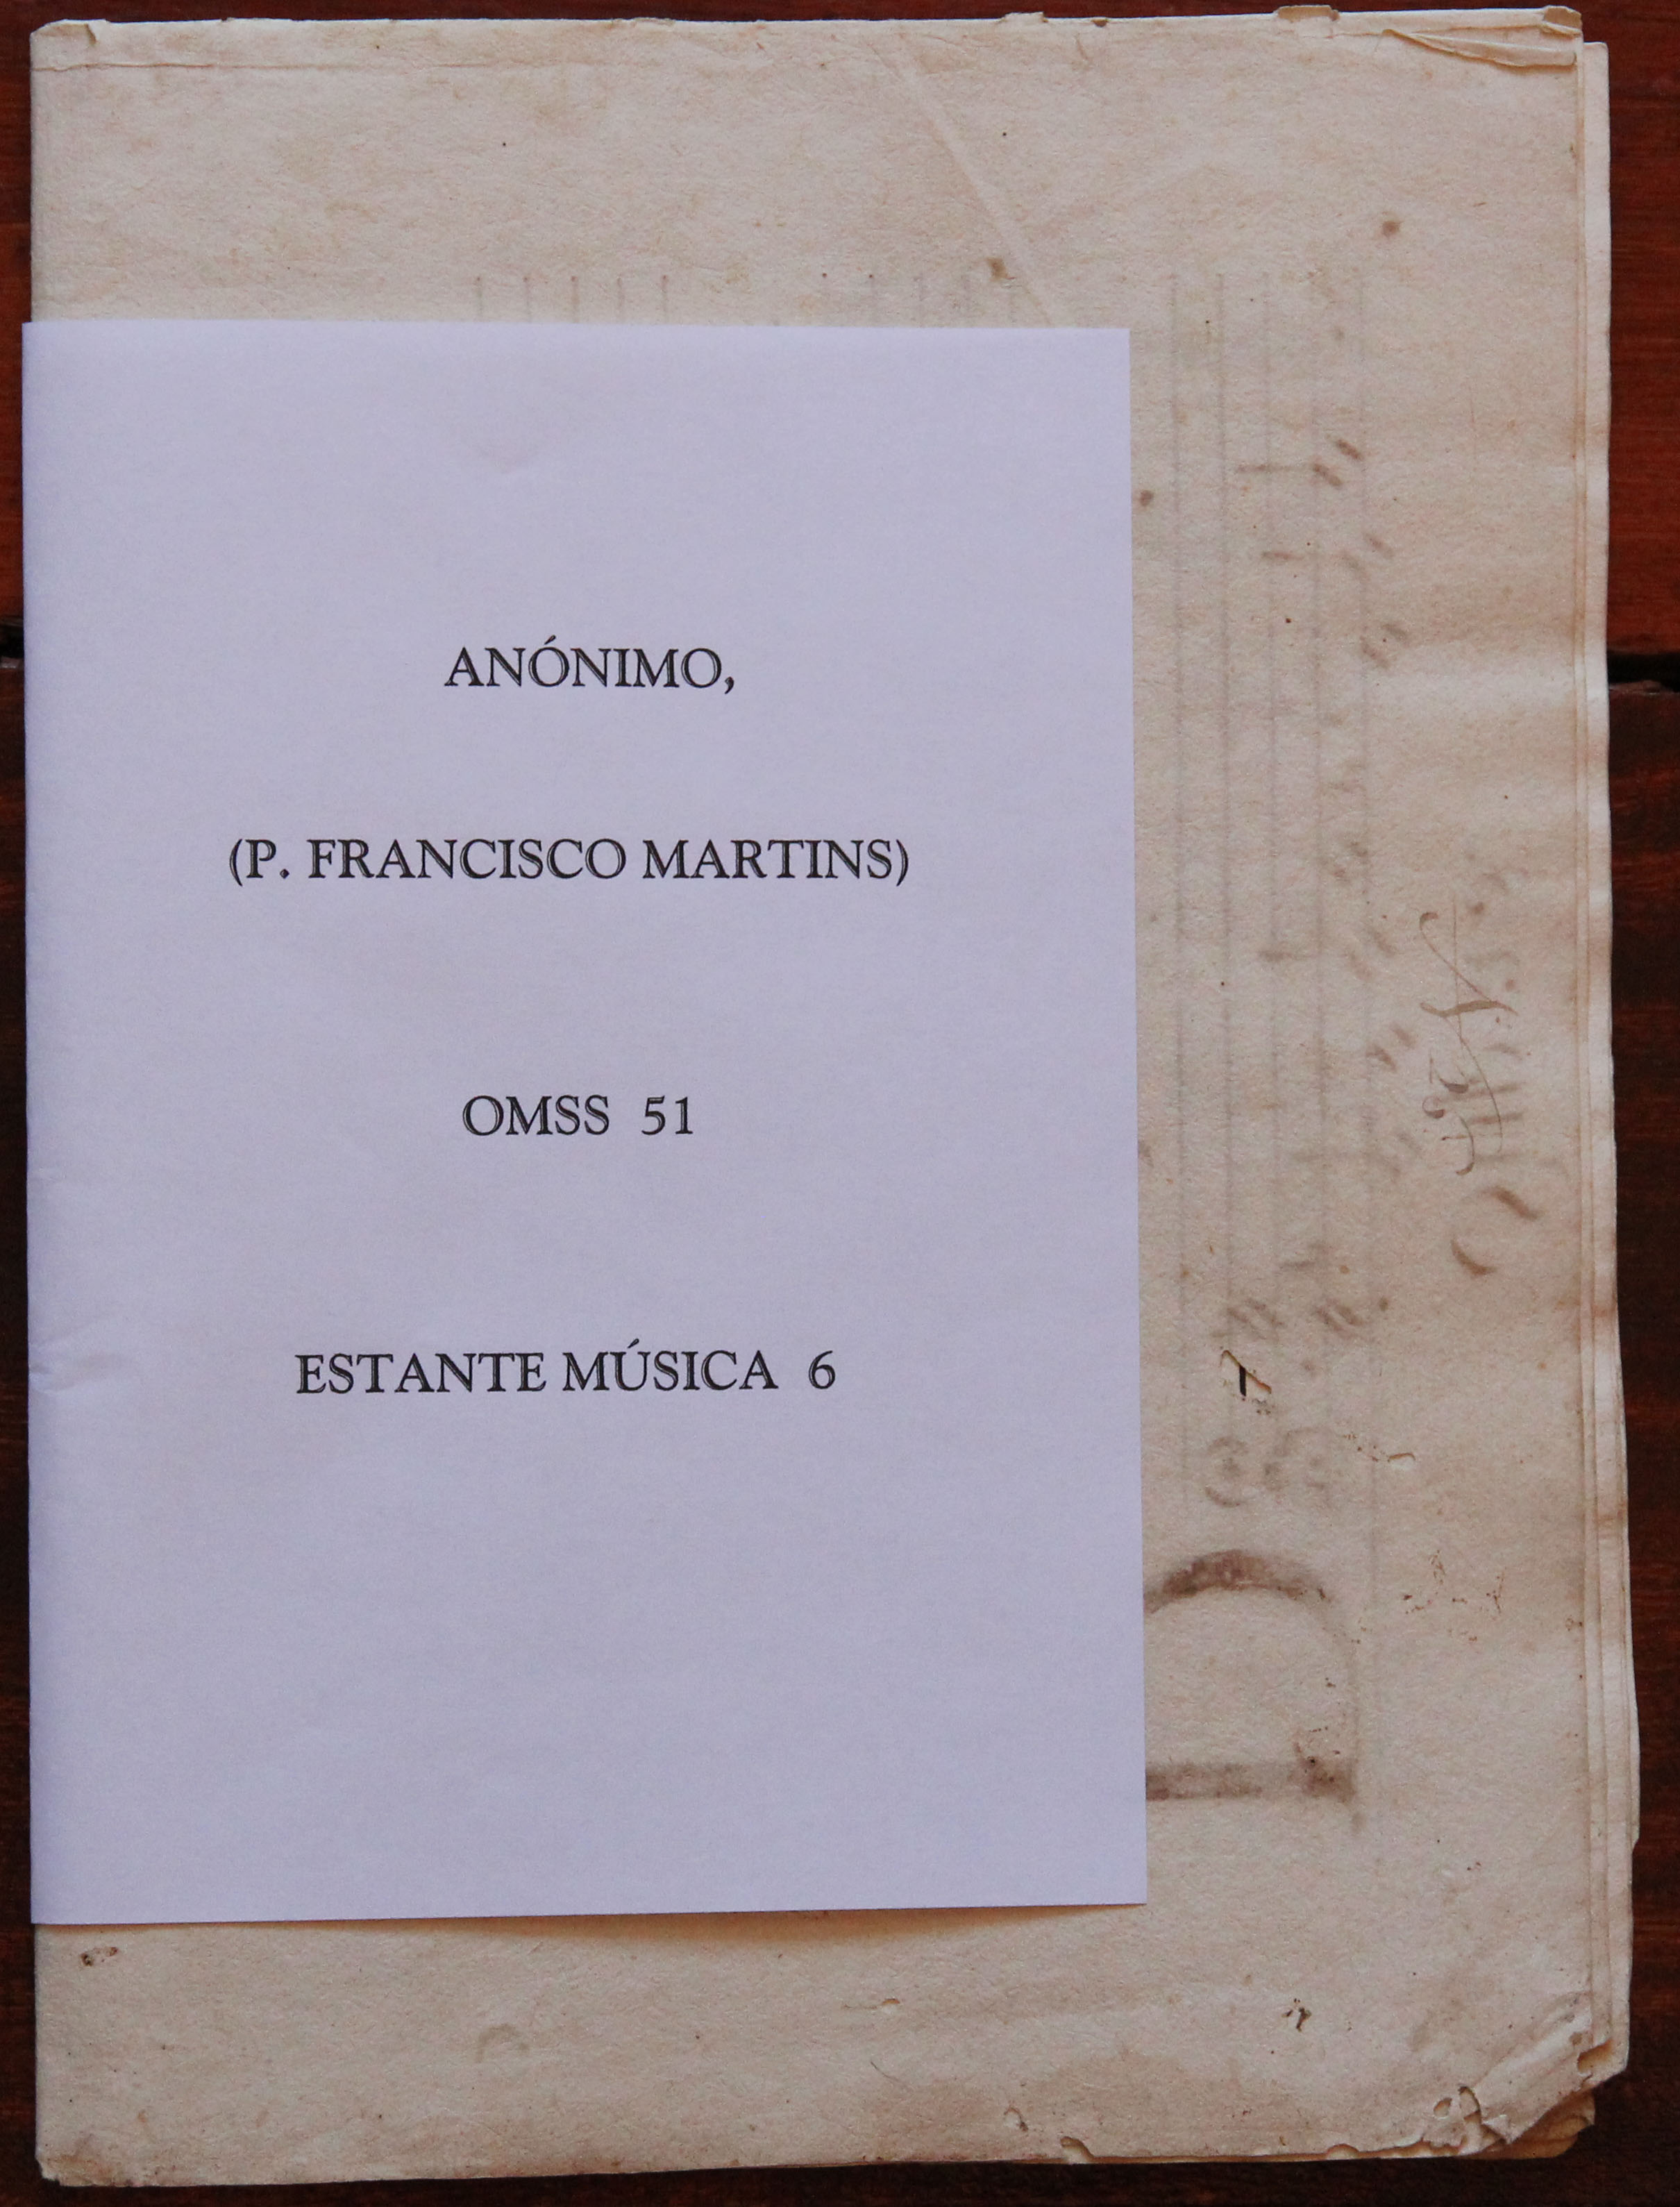 ANÓNIMO,
(P. FRANCISCO MARTINS)
OMSS 51
ESTANTE MÚSICA 6